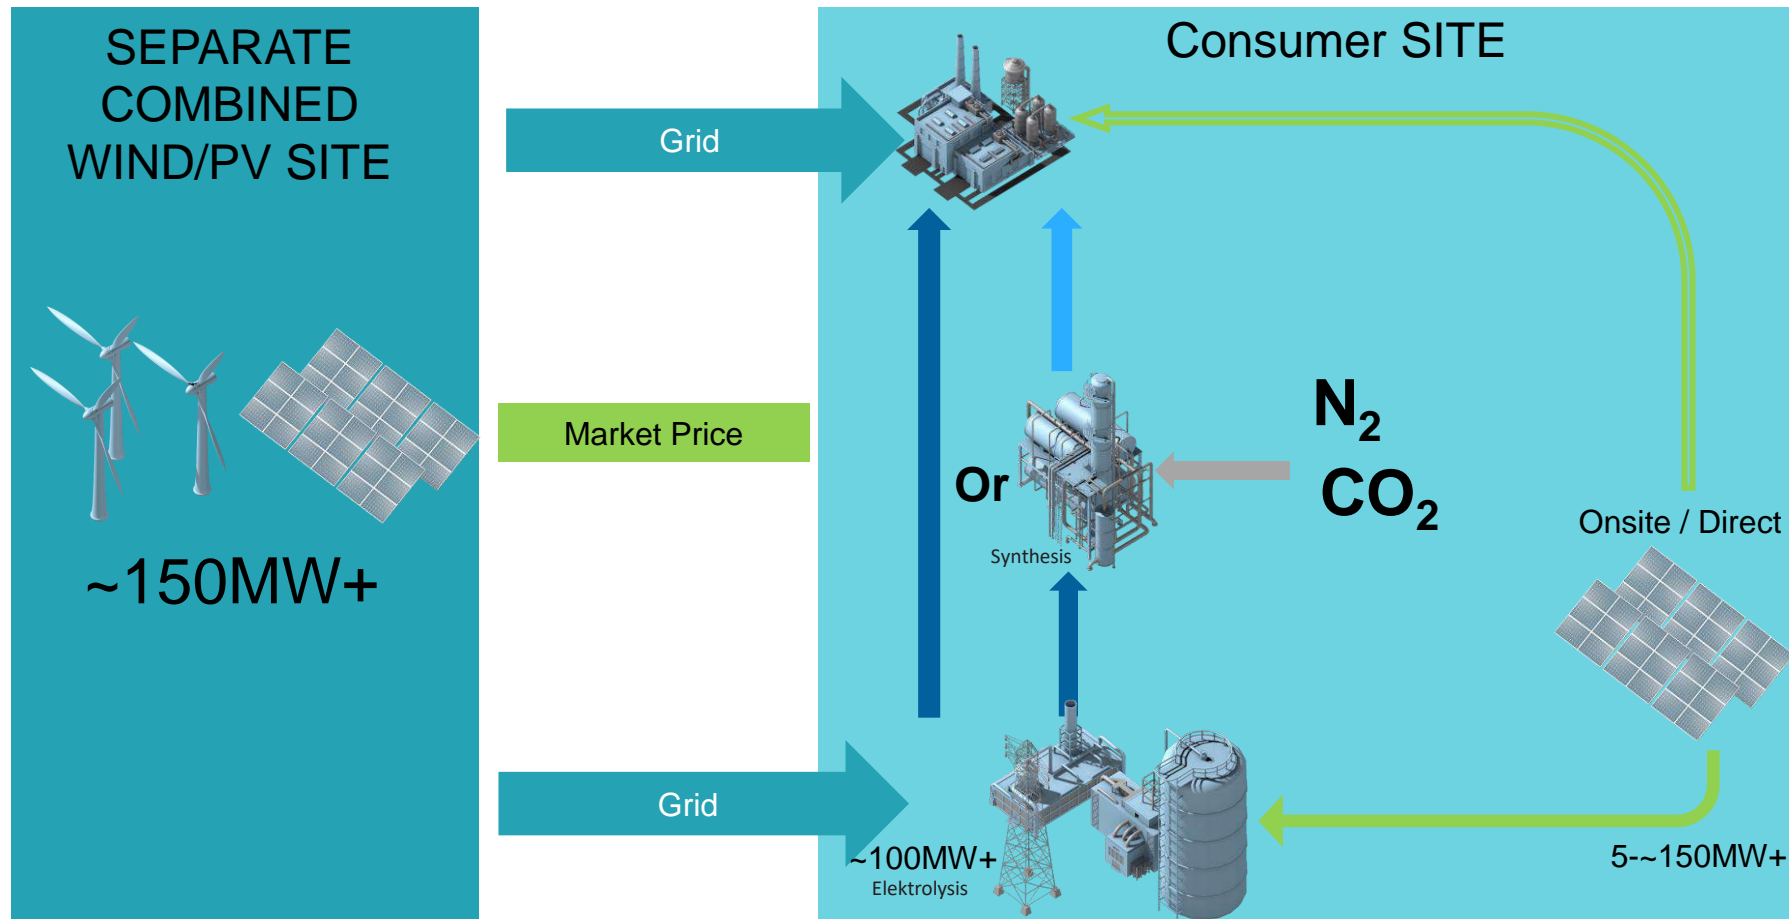 SEPARATE
COMBINED
WIND/PV SITE
~150MW+
Grid
Market Price
Grid
Consumer SITE
N₂
CO₂
Or
Synthesis
Onsite / Direct
~100MW+
Elektrolysis
5-~150MW+